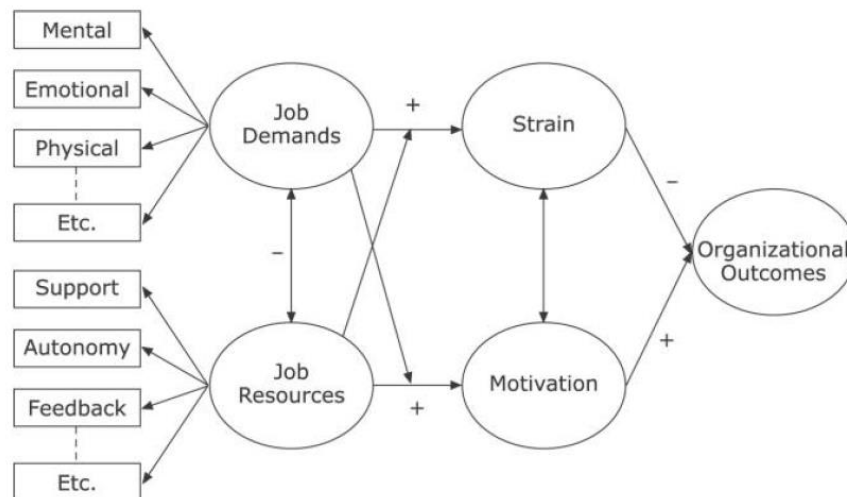 Mental
Emotional
Physical
Etc.
Support
Autonomy
Feedback
Etc.
Job
Demands
Job
Resources
+
–
+
Strain
Motivation
–
+
Organizational
Outcomes